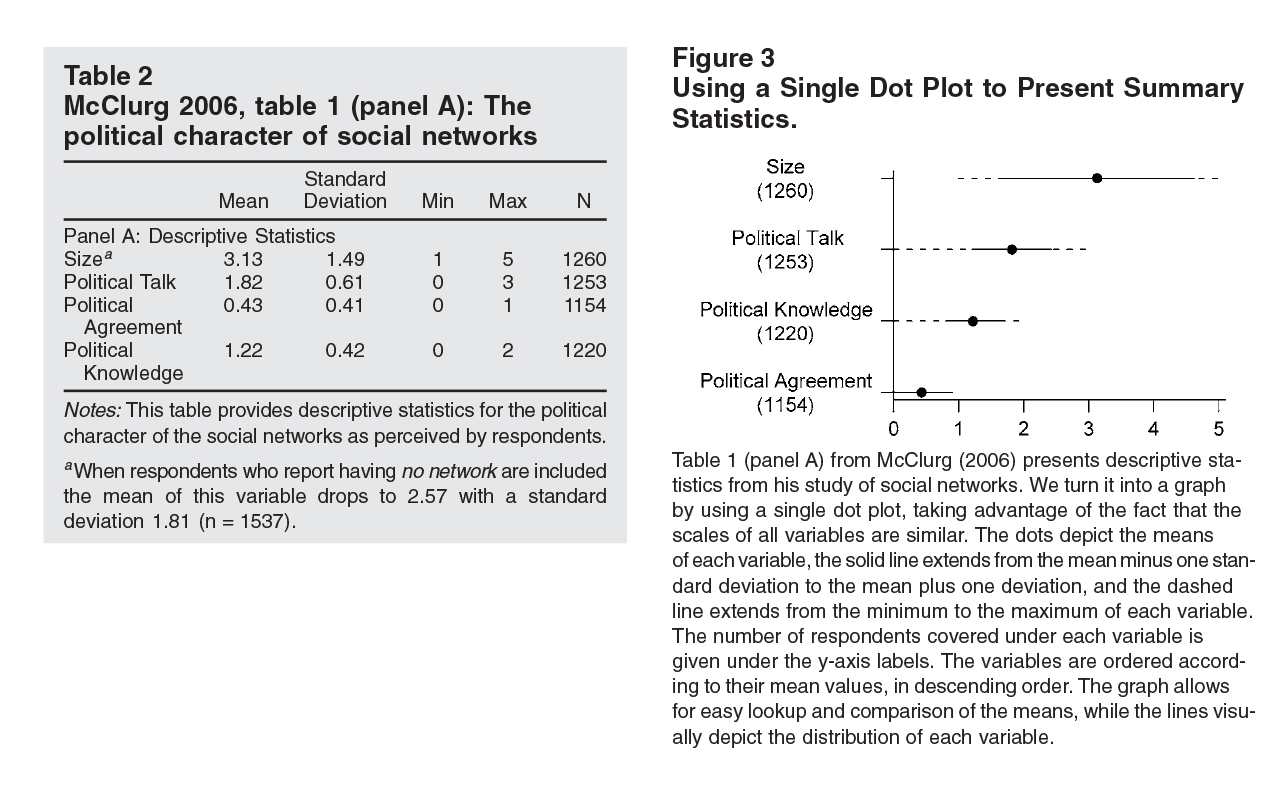 Table 2
McClurg 2006, table 1 (panel A): The
political character of social networks
Standard
Mean Deviation Min Max N
Panel A: Descriptive Statistics
Sizeᵃ 3.13 1.49 1 5 1260
Political Talk 1.82 0.61 0 3 1253
Political 0.43 0.41 0 1 1154
Agreement
Political 1.22 0.42 0 2 1220
Knowledge
Notes: This table provides descriptive statistics for the political
character of the social networks as perceived by respondents.
ᵃWhen respondents who report having no network are included
the mean of this variable drops to 2.57 with a standard
deviation 1.81 (n = 1537).
Figure 3
Using a Single Dot Plot to Present Summary
Statistics.
Size
(1260)
Political Talk
(1253)
Political Knowledge
(1220)
Political Agreement
(1154)
0 1 2 3 4 5
Table 1 (panel A) from McClurg (2006) presents descriptive sta-
tistics from his study of social networks. We turn it into a graph
by using a single dot plot, taking advantage of the fact that the
scales of all variables are similar. The dots depict the means
of each variable, the solid line extends from the mean minus one stan-
dard deviation to the mean plus one deviation, and the dashed
line extends from the minimum to the maximum of each variable.
The number of respondents covered under each variable is
given under the y-axis labels. The variables are ordered accord-
ing to their mean values, in descending order. The graph allows
for easy lookup and comparison of the means, while the lines visu-
ally depict the distribution of each variable.